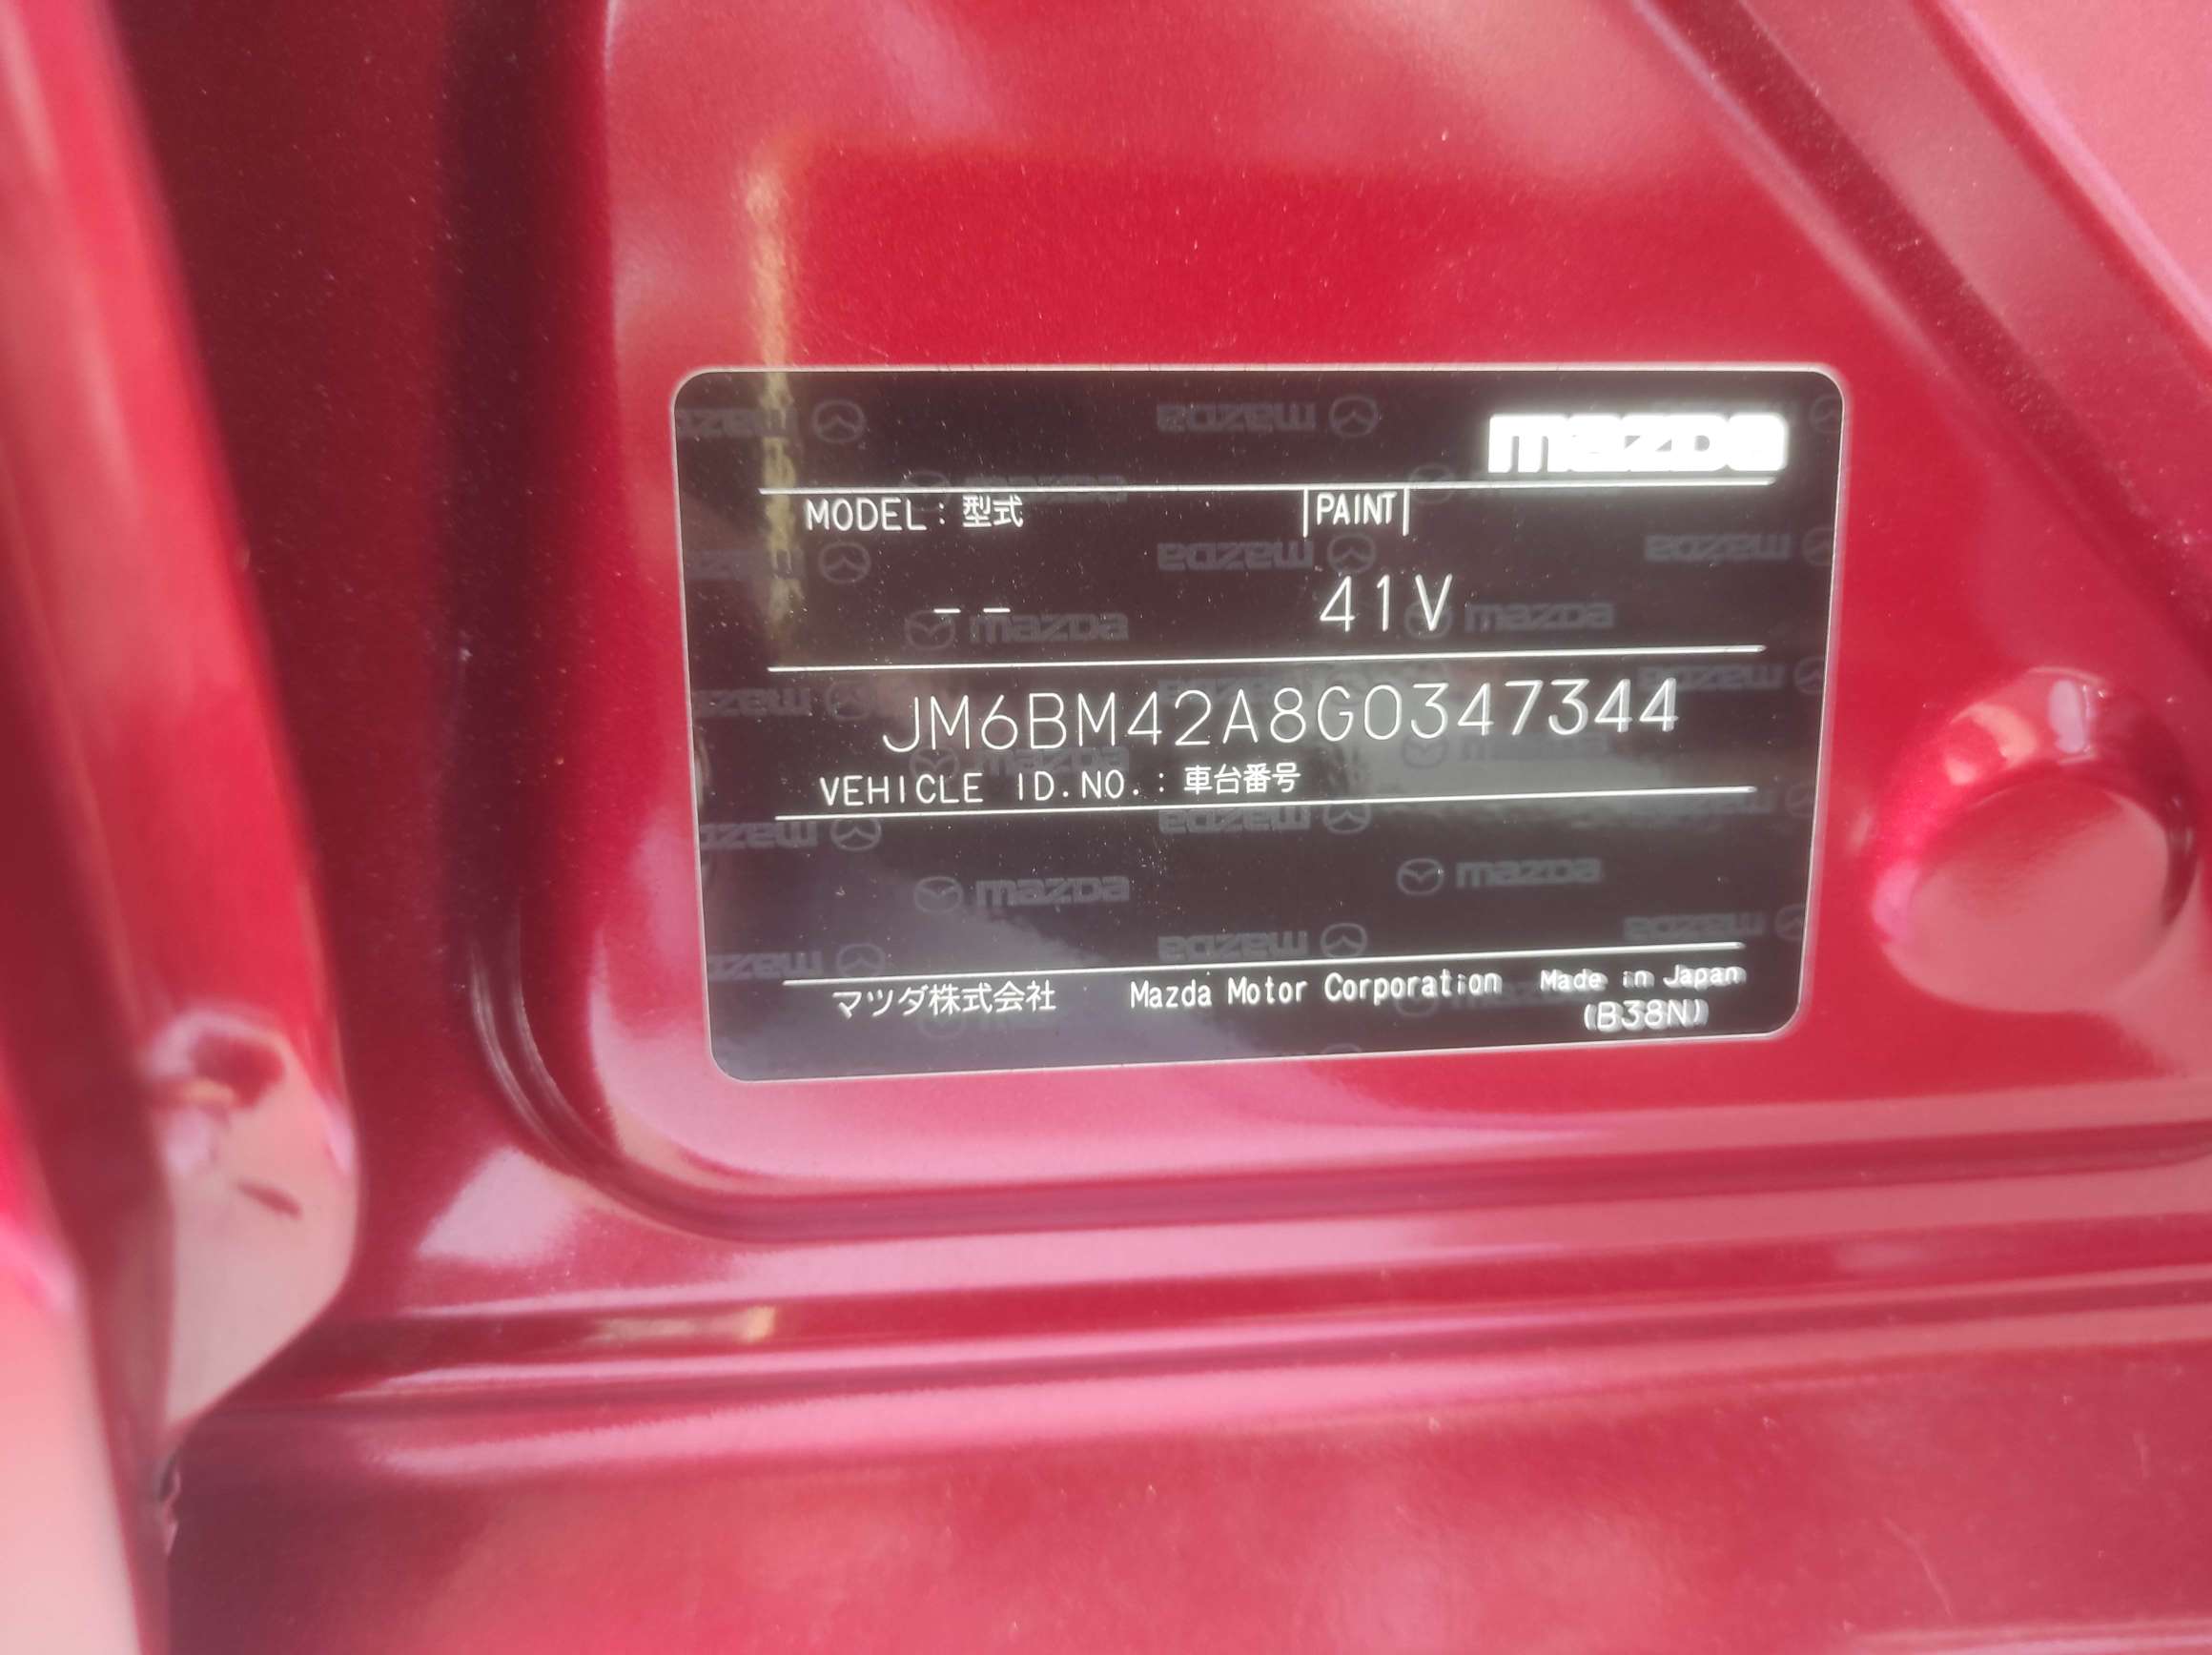 mazda
MODEL: 型式 PAINT
-- 41V
JM6BM42A8G0347344
VEHICLE ID.NO.: 車台番号
マツダ株式会社 Mazda Motor Corporation Made in Japan
(B38N)